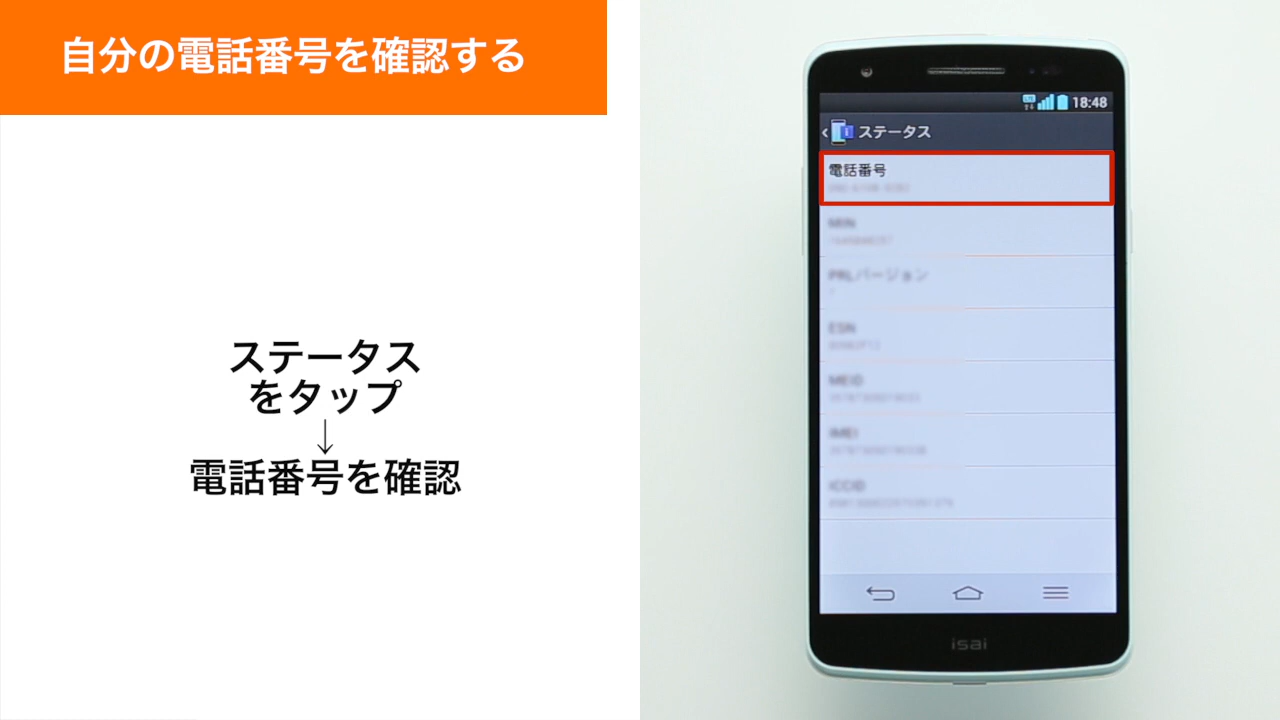 自分の電話番号を確認する
ステータス
をタップ
↓
電話番号を確認
18:48
ステータス
電話番号
MIN
PRLバージョン
ESN
MEID
IMEI
ICCID
isai